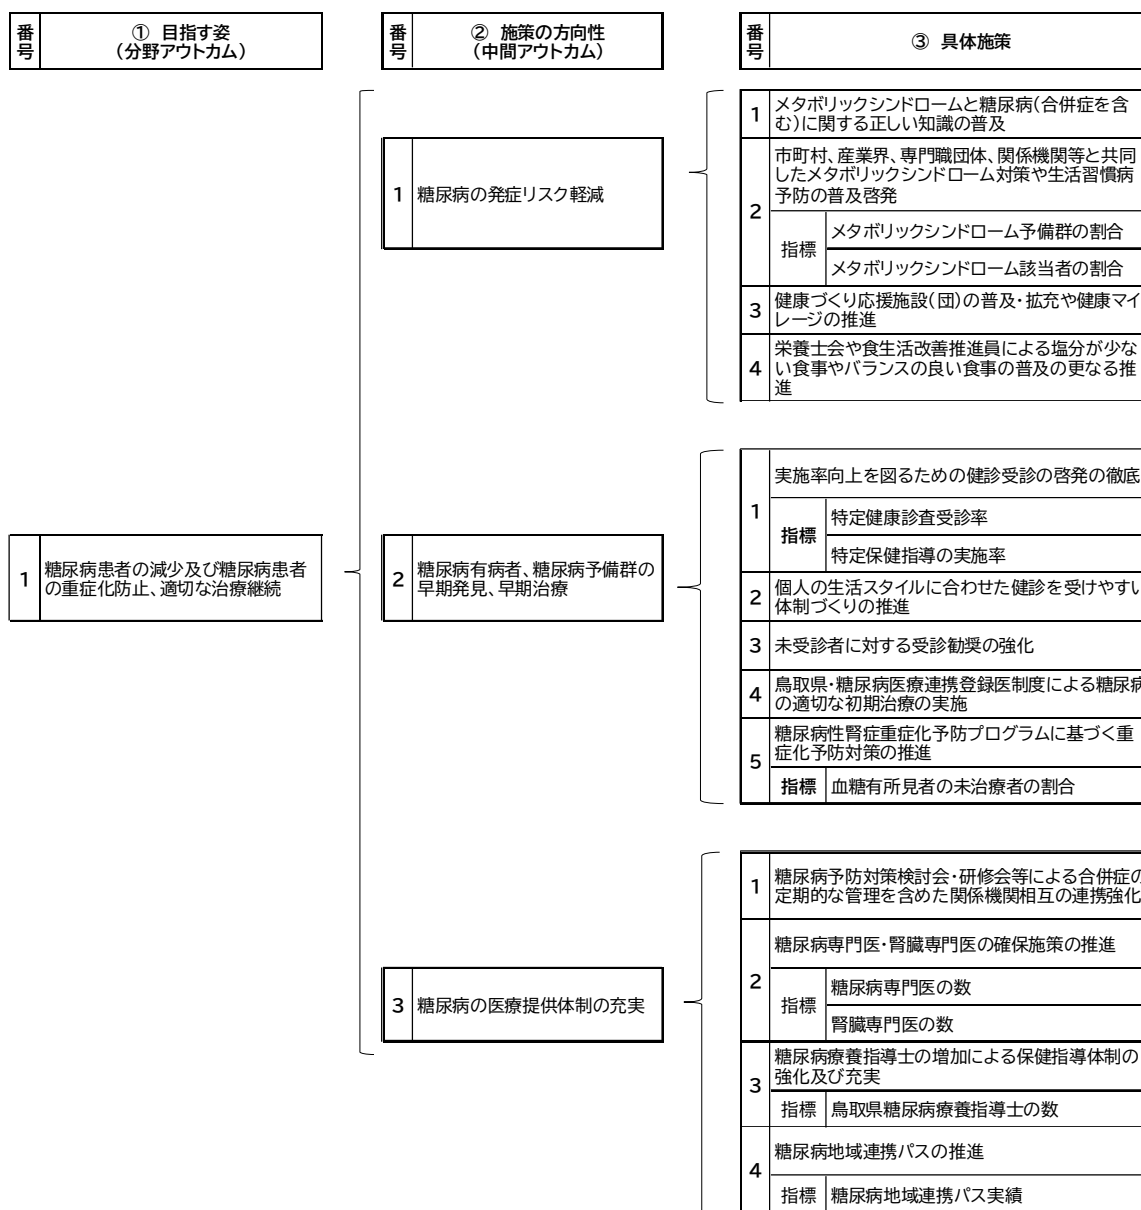 番号
① 目指す姿
（分野アウトカム）
番号
② 施策の方向性
（中間アウトカム）
番号
③ 具体施策
1
糖尿病患者の減少及び糖尿病患者
の重症化防止、適切な治療継続
1
糖尿病の発症リスク軽減
1
メタボリックシンドロームと糖尿病(合併症を含
む)に関する正しい知識の普及
2
市町村、産業界、専門職団体、関係機関等と共同
したメタボリックシンドローム対策や生活習慣病
予防の普及啓発
指標
メタボリックシンドローム予備群の割合
メタボリックシンドローム該当者の割合
3
健康づくり応援施設(団)の普及・拡充や健康マイ
レージの推進
4
栄養士会や食生活改善推進員による塩分が少な
い食事やバランスの良い食事の普及の更なる推
進
2
糖尿病有病者、糖尿病予備群の
早期発見、早期治療
1
実施率向上を図るための健診受診の啓発の徹底
指標
特定健康診査受診率
特定保健指導の実施率
2
個人の生活スタイルに合わせた健診を受けやすい
体制づくりの推進
3
未受診者に対する受診勧奨の強化
4
鳥取県・糖尿病医療連携登録医制度による糖尿病
の適切な初期治療の実施
5
糖尿病性腎症重症化予防プログラムに基づく重
症化予防対策の推進
指標
血糖有所見者の未治療者の割合
3
糖尿病の医療提供体制の充実
1
糖尿病予防対策検討会・研修会等による合併症の
定期的な管理を含めた関係機関相互の連携強化
2
糖尿病専門医・腎臓専門医の確保施策の推進
指標
糖尿病専門医の数
腎臓専門医の数
3
糖尿病療養指導士の増加による保健指導体制の
強化及び充実
指標
鳥取県糖尿病療養指導士の数
4
糖尿病地域連携パスの推進
指標
糖尿病地域連携パス実績